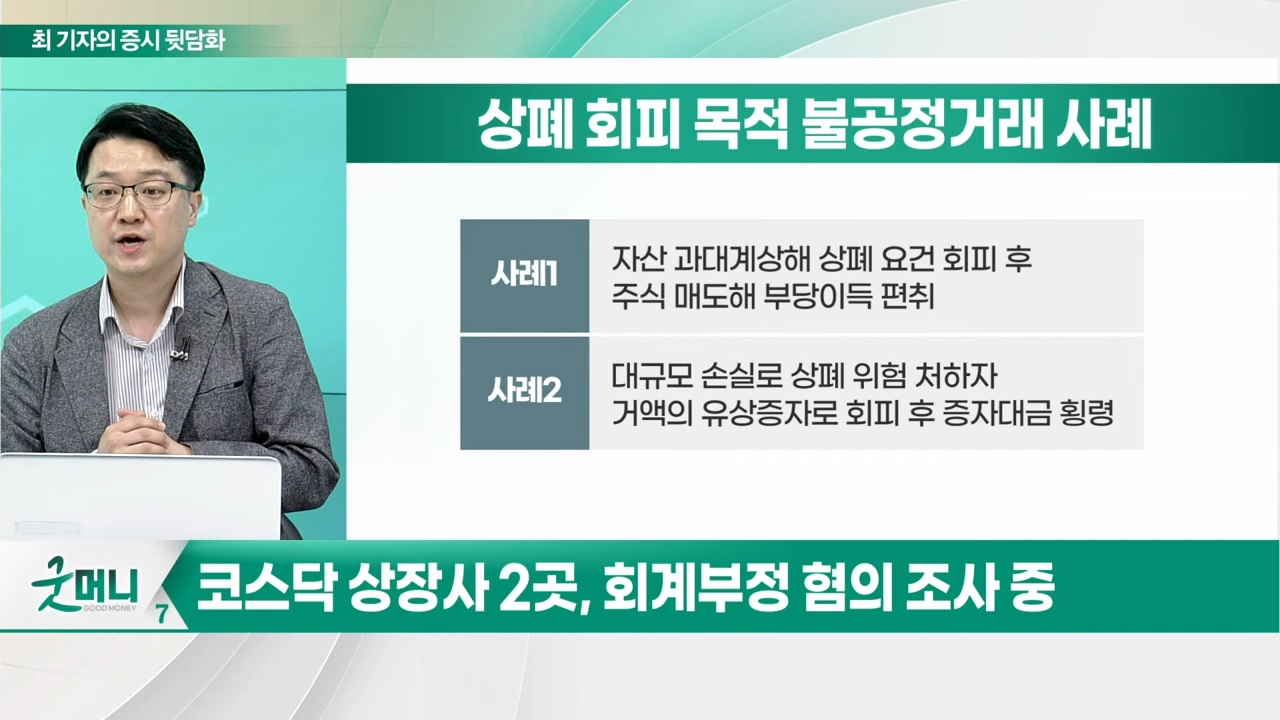 최 기자의 증시 뒷담화
상폐 회피 목적 불공정거래 사례
사례1
자산 과대계상해 상폐 요건 회피 후
주식 매도해 부당이득 편취
사례2
대규모 손실로 상폐 위험 처하자
거액의 유상증자로 회피 후 증자대금 횡령
굿머니
GOOD MONEY
7
코스닥 상장사 2곳, 회계부정 혐의 조사 중